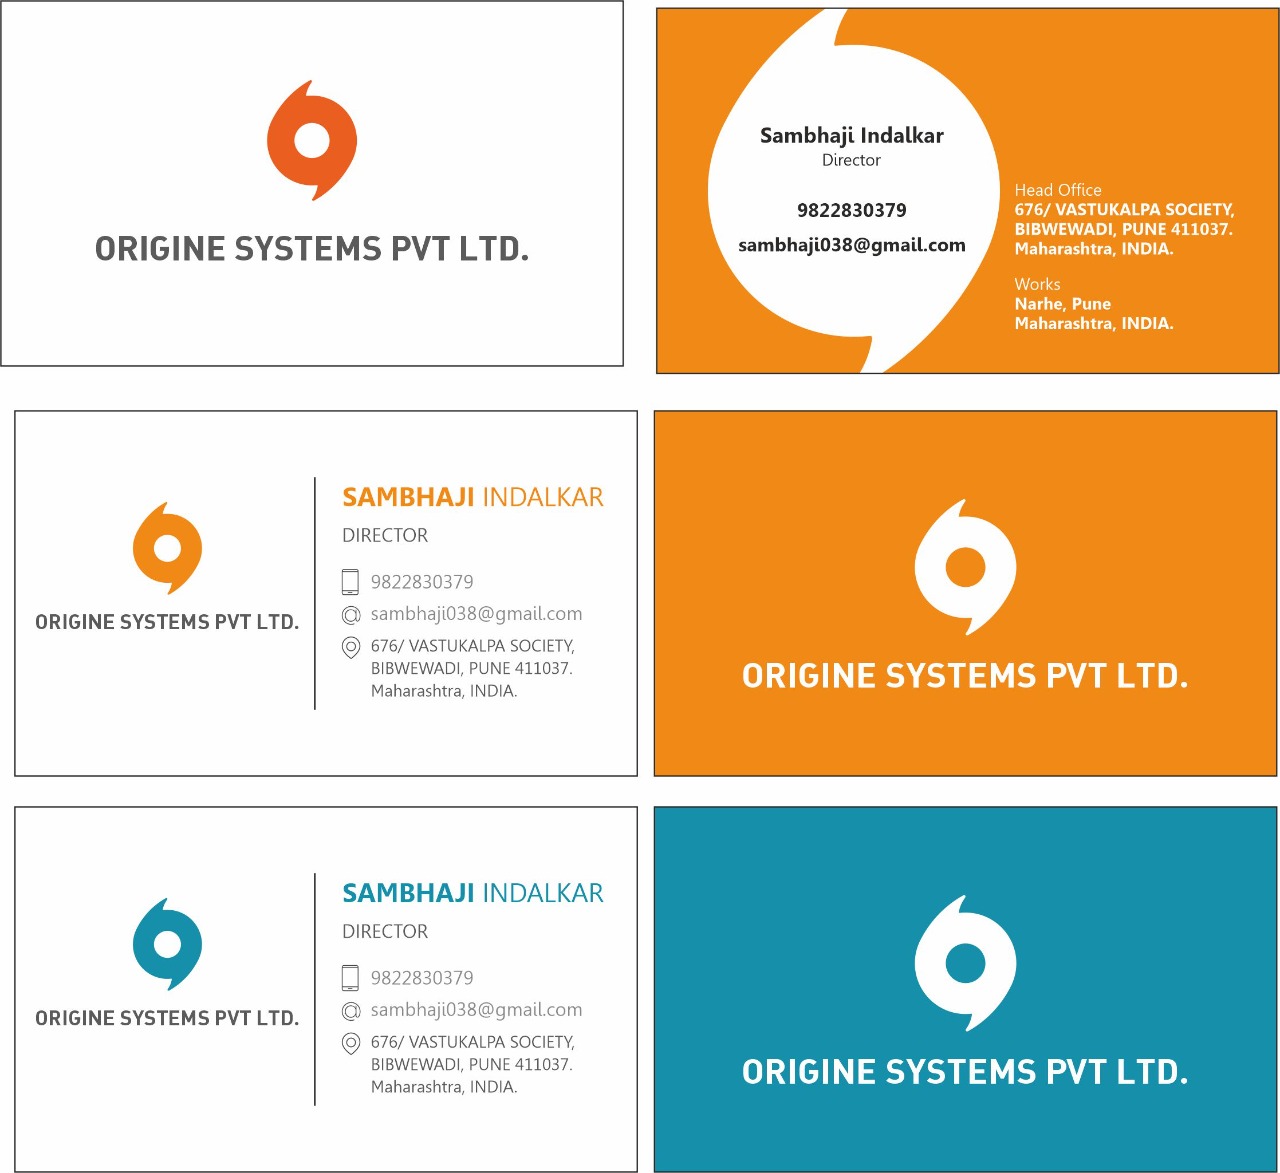 ORIGINE SYSTEMS PVT LTD.
Sambhaji Indalkar
Director
9822830379
sambhaji038@gmail.com
Head Office
676/ VASTUKALPA SOCIETY,
BIBWEWADI, PUNE 411037.
Maharashtra, INDIA.
Works
Narhe, Pune
Maharashtra, INDIA.
ORIGINE SYSTEMS PVT LTD.
SAMBHAJI INDALKAR
DIRECTOR
9822830379
sambhaji038@gmail.com
676/ VASTUKALPA SOCIETY,
BIBWEWADI, PUNE 411037.
Maharashtra, INDIA.
ORIGINE SYSTEMS PVT LTD.
ORIGINE SYSTEMS PVT LTD.
SAMBHAJI INDALKAR
DIRECTOR
9822830379
sambhaji038@gmail.com
676/ VASTUKALPA SOCIETY,
BIBWEWADI, PUNE 411037.
Maharashtra, INDIA.
ORIGINE SYSTEMS PVT LTD.